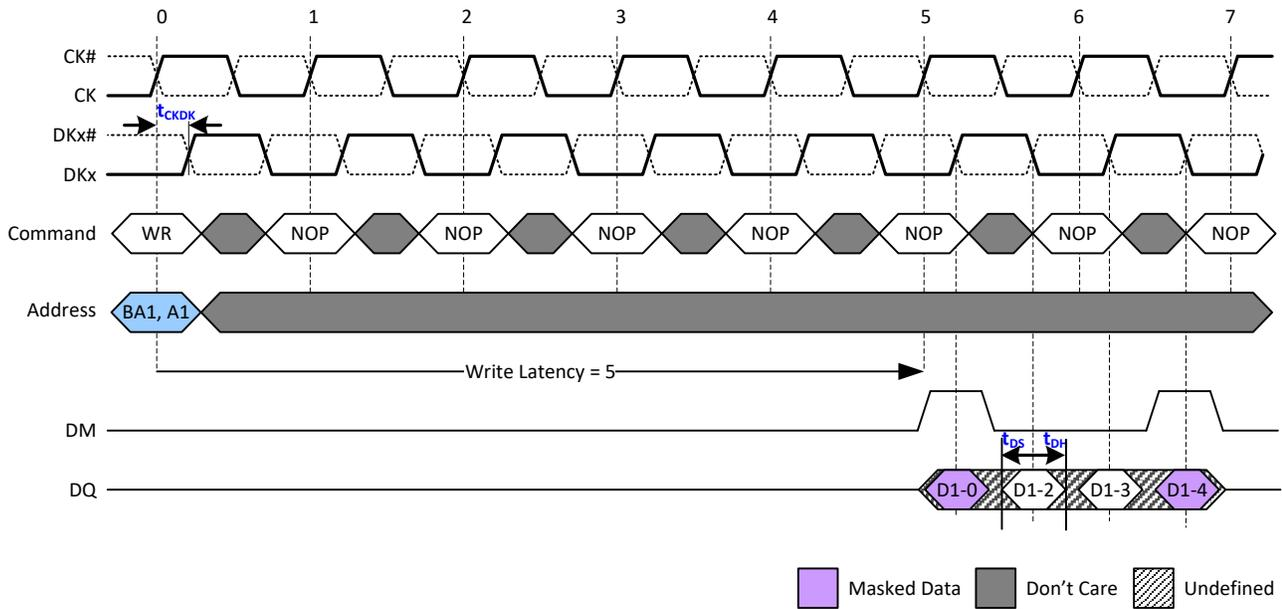 0 1 2 3 4 5 6 7
CK#
CK
tCKDK
DKx#
DKx
Command WR NOP NOP NOP NOP NOP NOP NOP
Address BA1, A1
Write Latency = 5
DM
tDS tDH
DQ D1-0 D1-2 D1-3 D1-4
Masked Data Don't Care Undefined